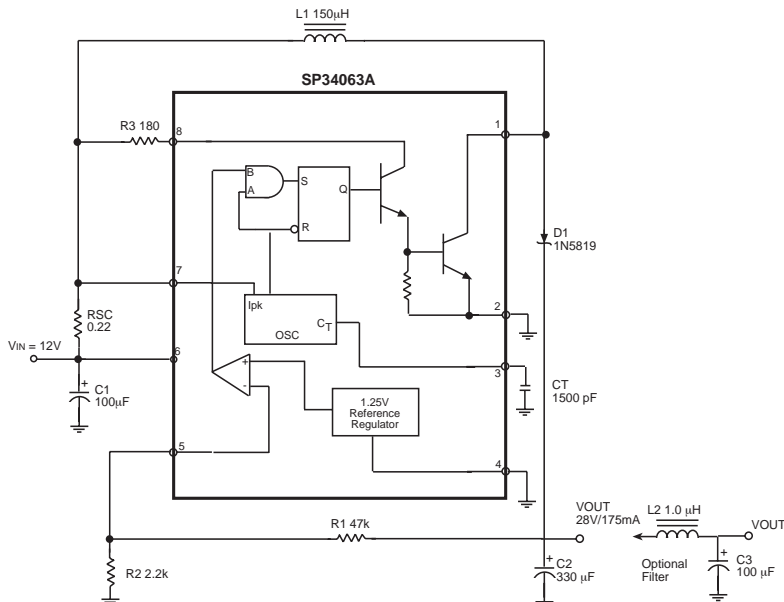 L1 150μH
SP34063A
R3 180
8
1
B
A
S
Q
R
D1
1N5819
7
Ipk
CT
OSC
2
RSC
0.22
VIN = 12V
6
3
CT
1500 pF
C1
100μF
+
+
-
1.25V
Reference
Regulator
5
4
R1 47k
VOUT
28V/175mA
L2 1.0 μH
VOUT
R2 2.2k
+
C2
330 μF
Optional
Filter
+
C3
100 μF